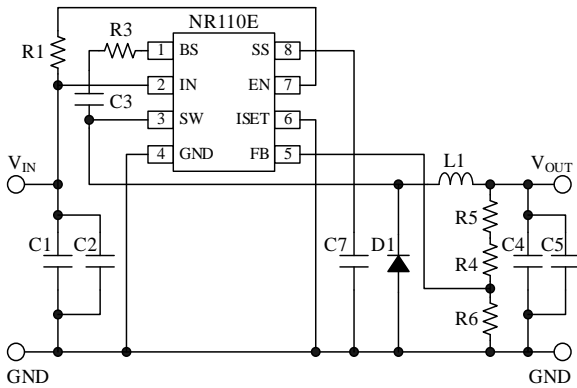 NR110E
R1
R3
1 BS SS 8
2 IN EN 7
C3
3 SW ISET 6
4 GND FB 5
VIN
L1
VOUT
R5
C1 C2
C7 D1
R4
C4 C5
R6
GND
GND